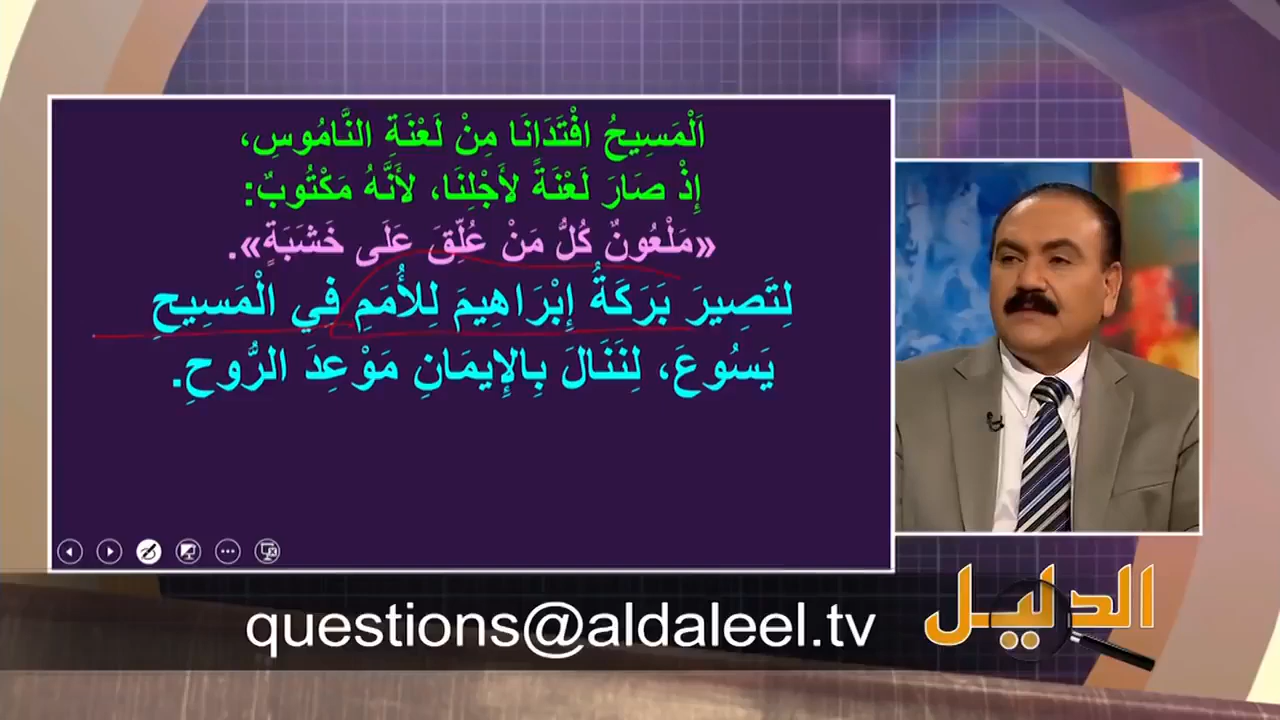 اَلْمَسِيحُ افْتَدَانَا مِنْ لَعْنَةِ النَّامُوسِ،
إِذْ صَارَ لَعْنَةً لأَجْلِنَا، لأَنَّهُ مَكْتُوبٌ:
«مَلْعُونٌ كُلُّ مَنْ عُلِّقَ عَلَى خَشَبَةٍ».
لِتَصِيرَ بَرَكَةُ إِبْرَاهِيمَ لِلأُمَمِ فِي الْمَسِيحِ
يَسُوعَ، لِنَنَالَ بِالإِيمَانِ مَوْعِدَ الرُّوحِ.
الدليل
questions@aldaleel.tv